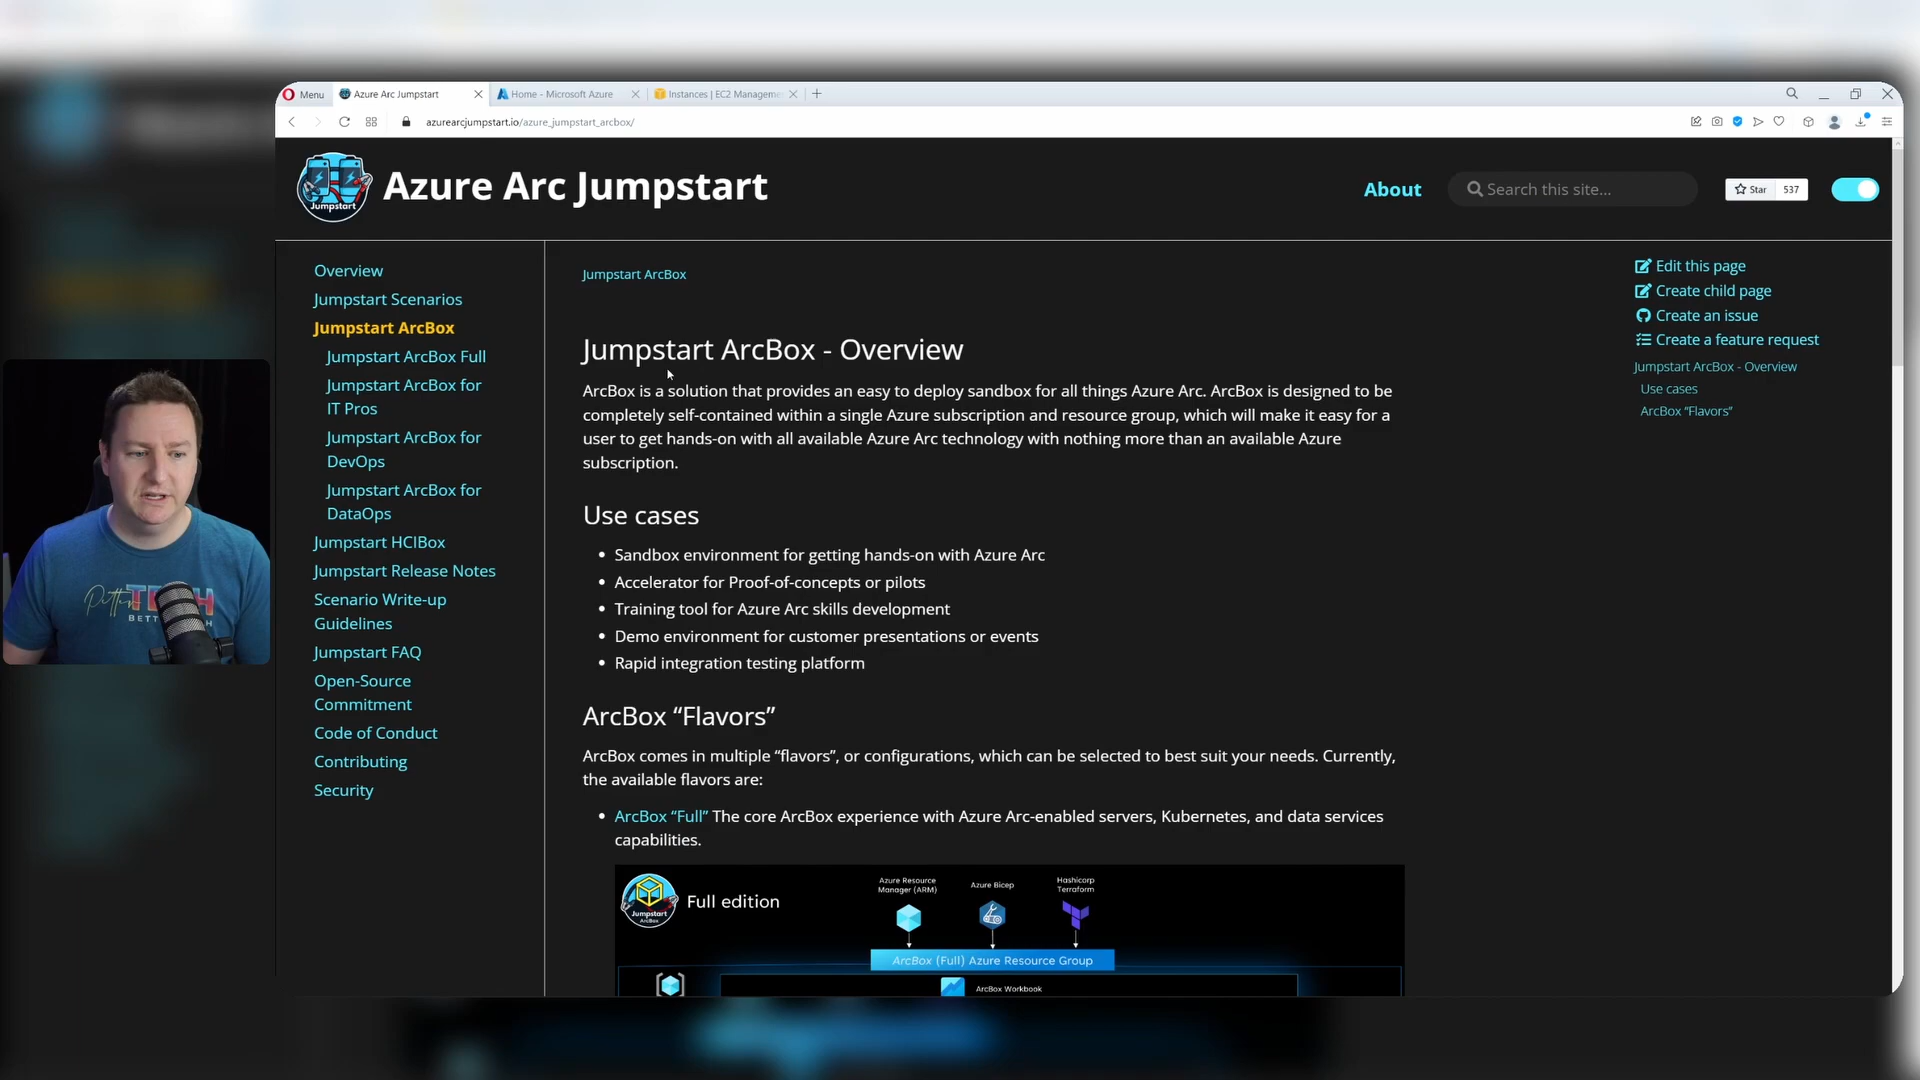 Menu
Azure Arc Jumpstart
Home - Microsoft Azure
Instances | EC2 Managem
azurearcjumpstart.io/azure_jumpstart_arcbox/
Jumpstart
Azure Arc Jumpstart
About
Search this site...
Star 537
Overview
Jumpstart Scenarios
Jumpstart ArcBox
Jumpstart ArcBox Full
Jumpstart ArcBox for
IT Pros
Jumpstart ArcBox for
DevOps
Jumpstart ArcBox for
DataOps
Jumpstart HCIBox
Jumpstart Release Notes
Scenario Write-up
Guidelines
Jumpstart FAQ
Open-Source
Commitment
Code of Conduct
Contributing
Security
Jumpstart ArcBox
Jumpstart ArcBox - Overview
ArcBox is a solution that provides an easy to deploy sandbox for all things Azure Arc. ArcBox is designed to be
completely self-contained within a single Azure subscription and resource group, which will make it easy for a
user to get hands-on with all available Azure Arc technology with nothing more than an available Azure
subscription.
Use cases
• Sandbox environment for getting hands-on with Azure Arc
• Accelerator for Proof-of-concepts or pilots
• Training tool for Azure Arc skills development
• Demo environment for customer presentations or events
• Rapid integration testing platform
ArcBox “Flavors”
ArcBox comes in multiple “flavors”, or configurations, which can be selected to best suit your needs. Currently,
the available flavors are:
• ArcBox “Full” The core ArcBox experience with Azure Arc-enabled servers, Kubernetes, and data services
capabilities.
Jumpstart
ArcBox
Full edition
Azure Resource
Manager (ARM)
Azure Bicep
Hashicorp
Terraform
ArcBox (Full) Azure Resource Group
ArcBox Workbook
Edit this page
Create child page
Create an issue
Create a feature request
Jumpstart ArcBox - Overview
Use cases
ArcBox “Flavors”